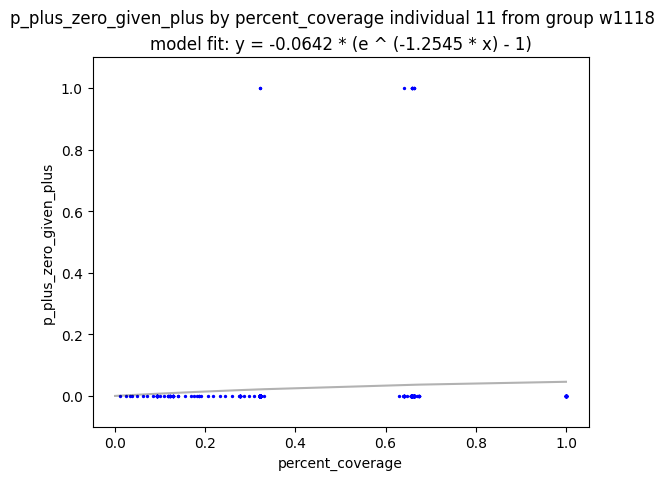 p_plus_zero_given_plus by percent_coverage individual 11 from group w1118
model fit: y = -0.0642 * (e ^ (-1.2545 * x) - 1)
1.0
0.8
0.6
0.4
0.2
0.0
p_plus_zero_given_plus
0.0 0.2 0.4 0.6 0.8 1.0
percent_coverage